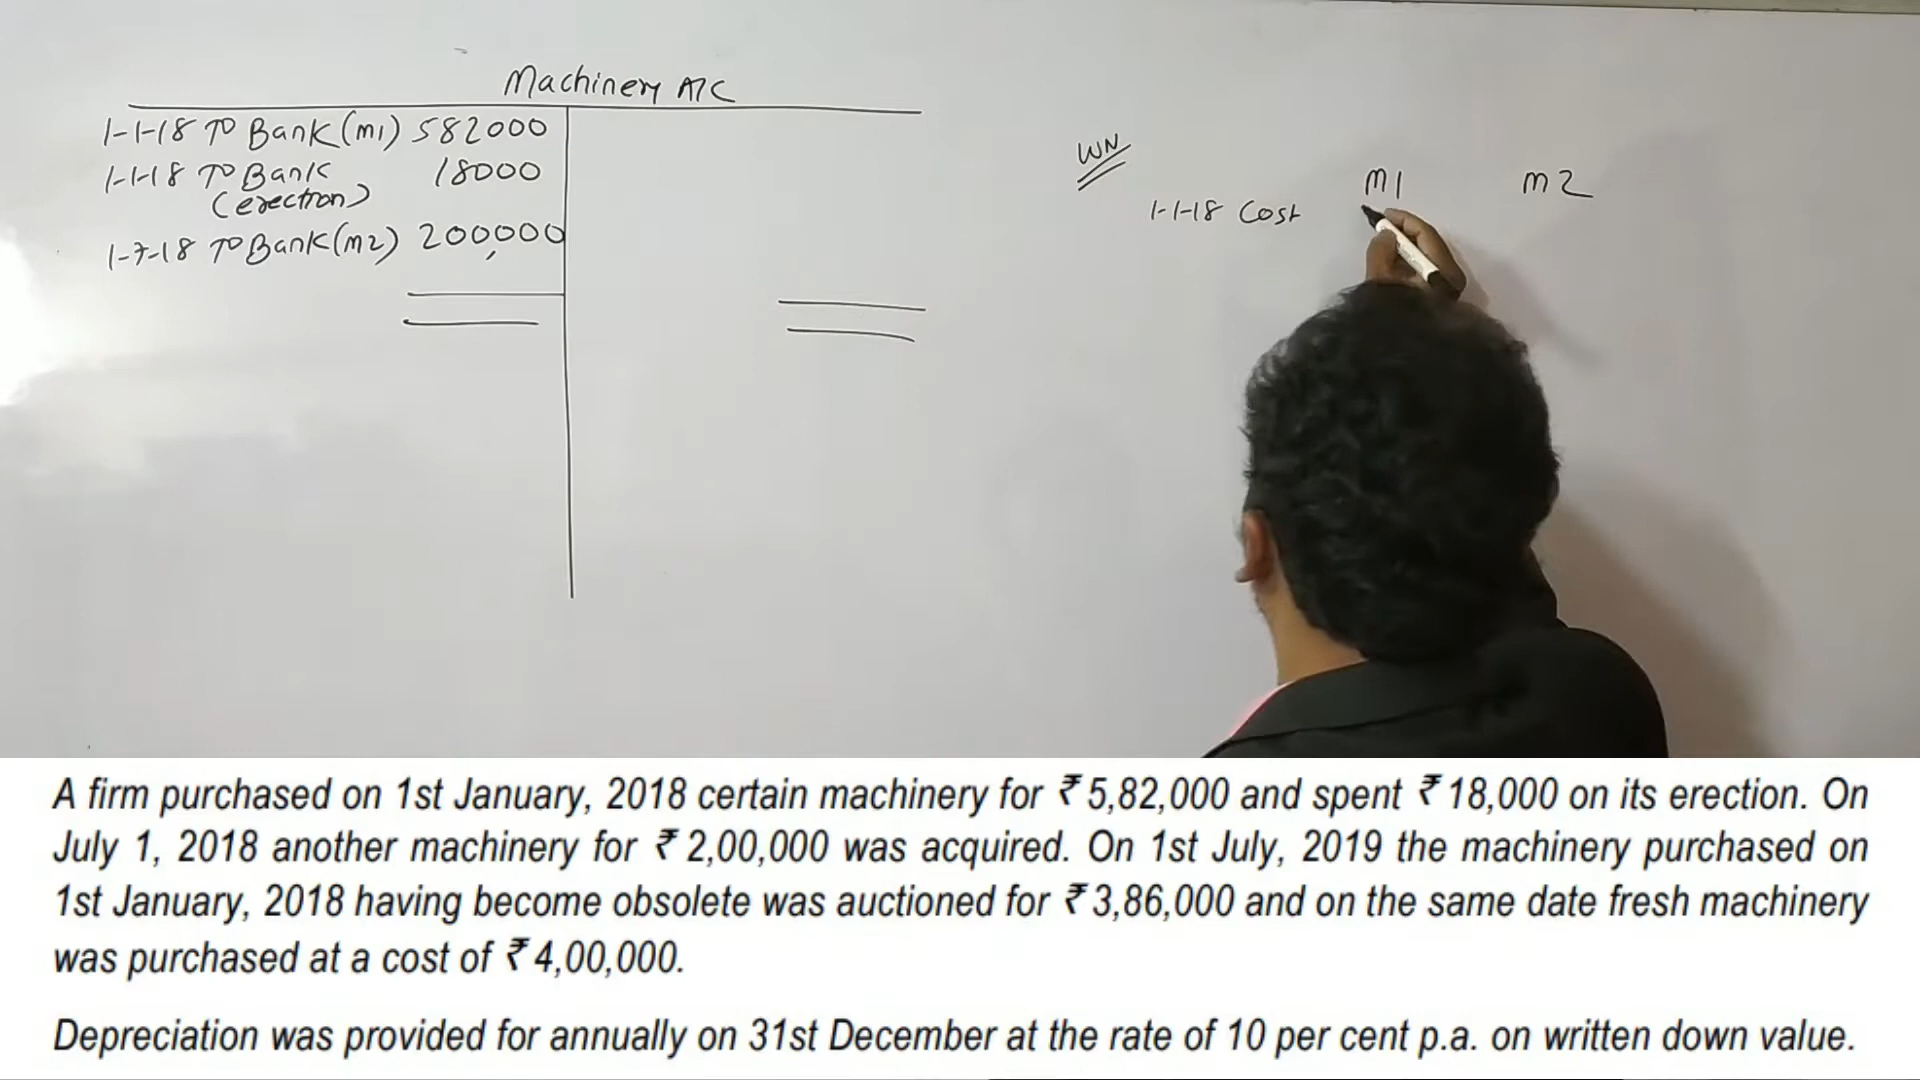 Machinery A/C
1-1-18 To Bank (m1) 582000
1-1-18 To Bank 18000
(erection)
1-7-18 To Bank (m2) 200,000
WN
m1 m2
1-1-18 Cost
A firm purchased on 1st January, 2018 certain machinery for ₹ 5,82,000 and spent ₹ 18,000 on its erection. On
July 1, 2018 another machinery for ₹ 2,00,000 was acquired. On 1st July, 2019 the machinery purchased on
1st January, 2018 having become obsolete was auctioned for ₹ 3,86,000 and on the same date fresh machinery
was purchased at a cost of ₹ 4,00,000.
Depreciation was provided for annually on 31st December at the rate of 10 per cent p.a. on written down value.